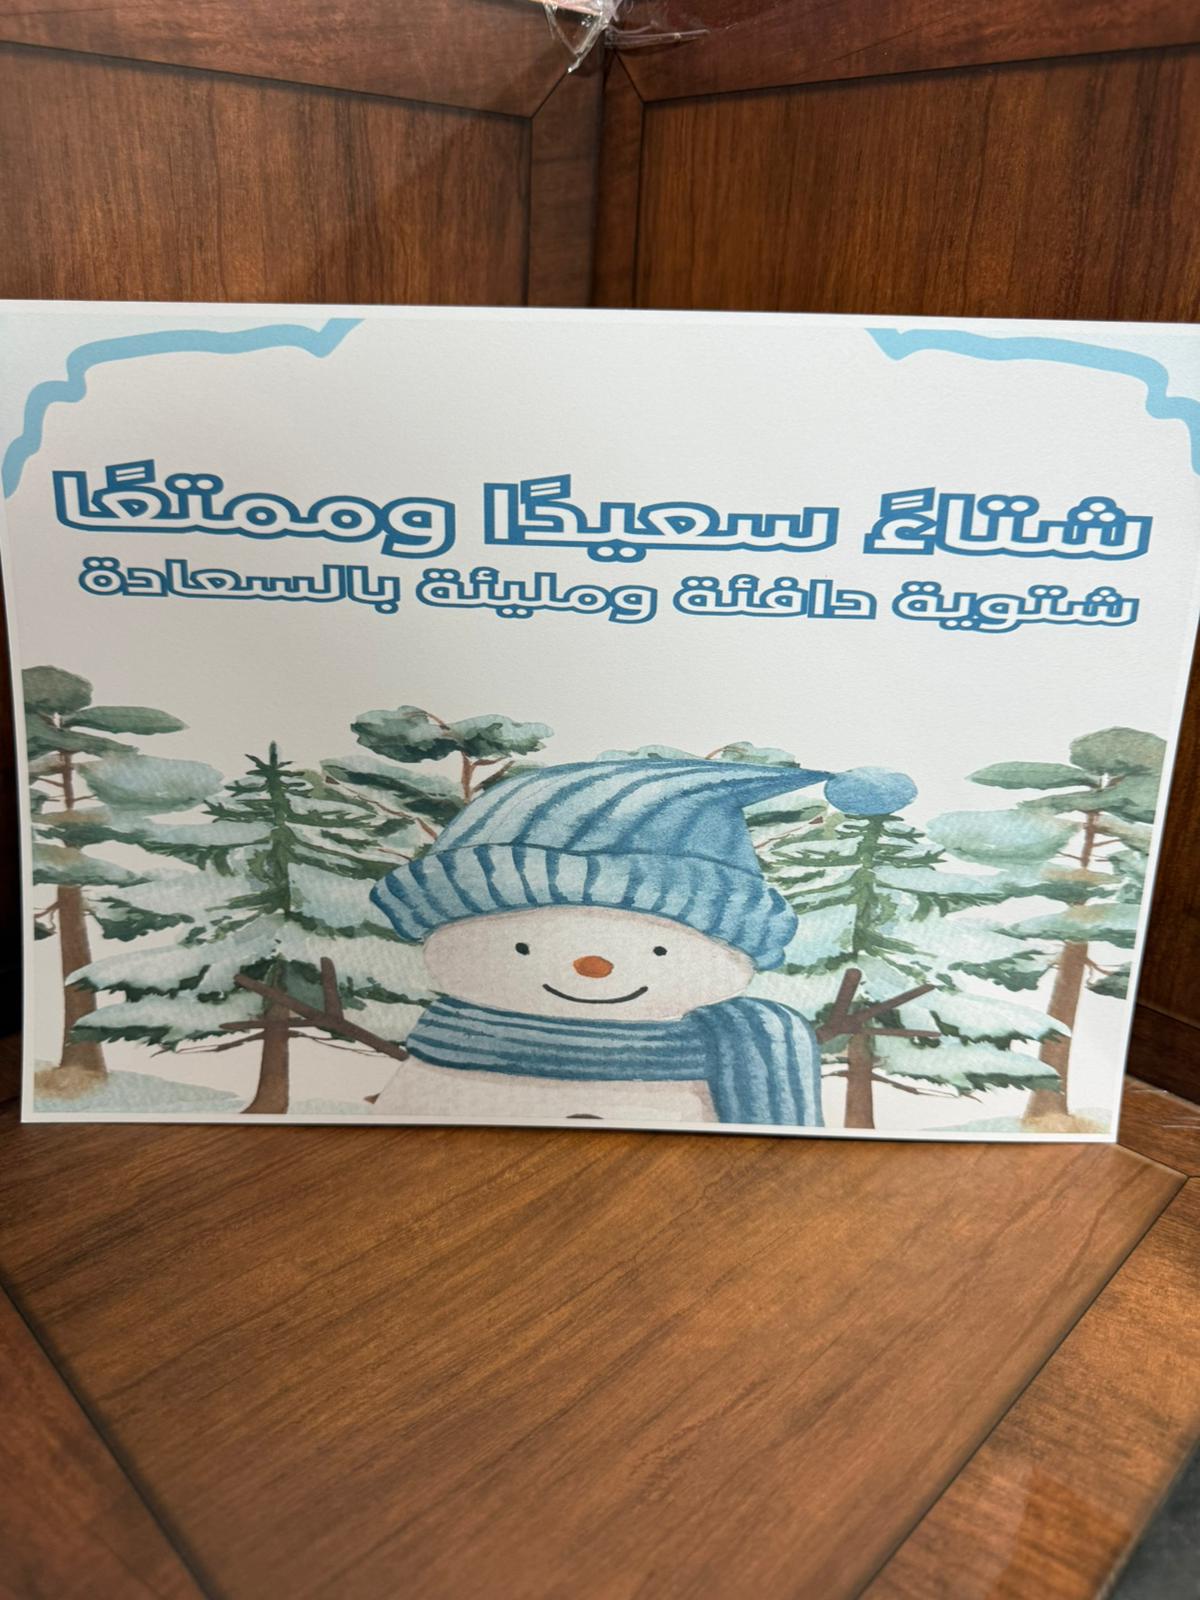 شتاءً سعيدًا وممتعًا
شتوية دافئة ومليئة بالسعادة